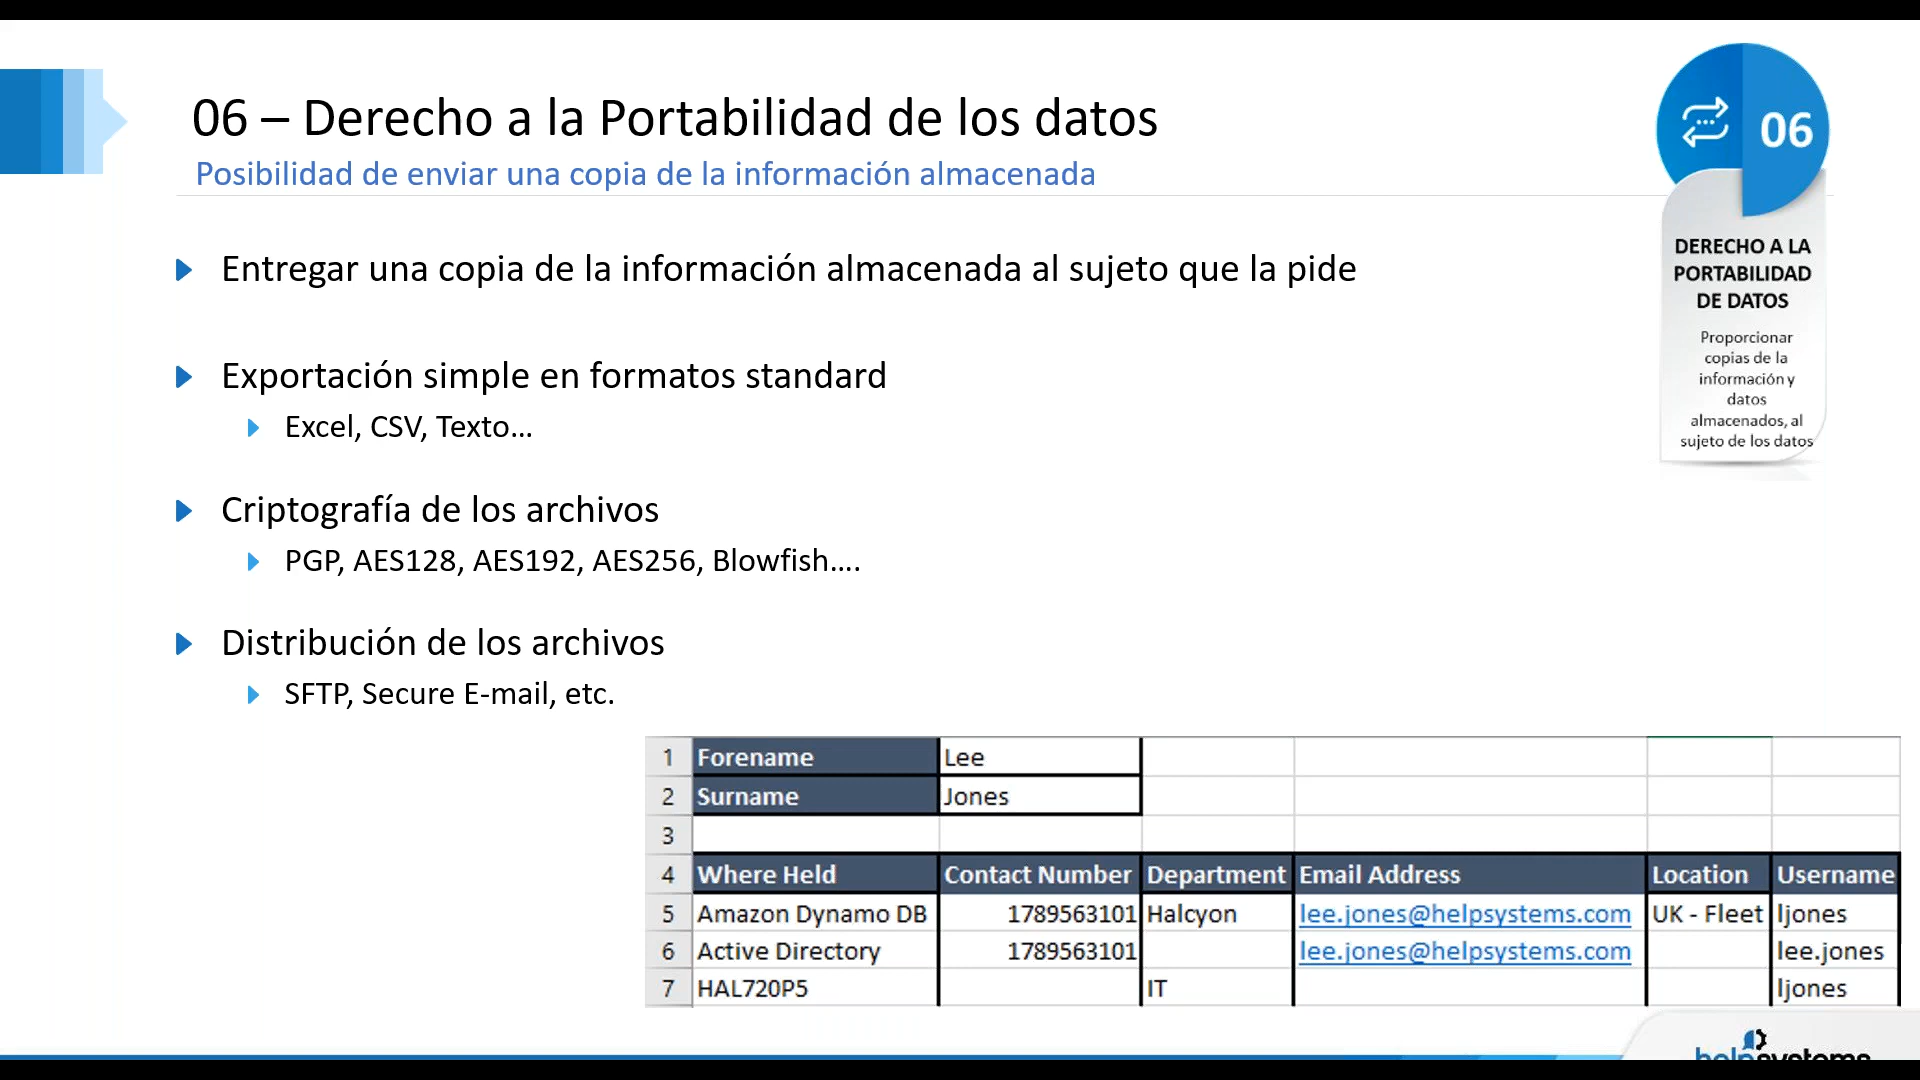 06 – Derecho a la Portabilidad de los datos
Posibilidad de enviar una copia de la información almacenada
06
DERECHO A LA
PORTABILIDAD
DE DATOS
Proporcionar
copias de la
información y
datos
almacenados, al
sujeto de los datos
Entregar una copia de la información almacenada al sujeto que la pide
Exportación simple en formatos standard
Excel, CSV, Texto...
Criptografía de los archivos
PGP, AES128, AES192, AES256, Blowfish....
Distribución de los archivos
SFTP, Secure E-mail, etc.
1 Forename Lee
2 Surname Jones
3
4 Where Held Contact Number Department Email Address Location Username
5 Amazon Dynamo DB 1789563101 Halcyon lee.jones@helpsystems.com UK - Fleet ljones
6 Active Directory 1789563101 lee.jones@helpsystems.com lee.jones
7 HAL720P5 IT ljones
helpsystems